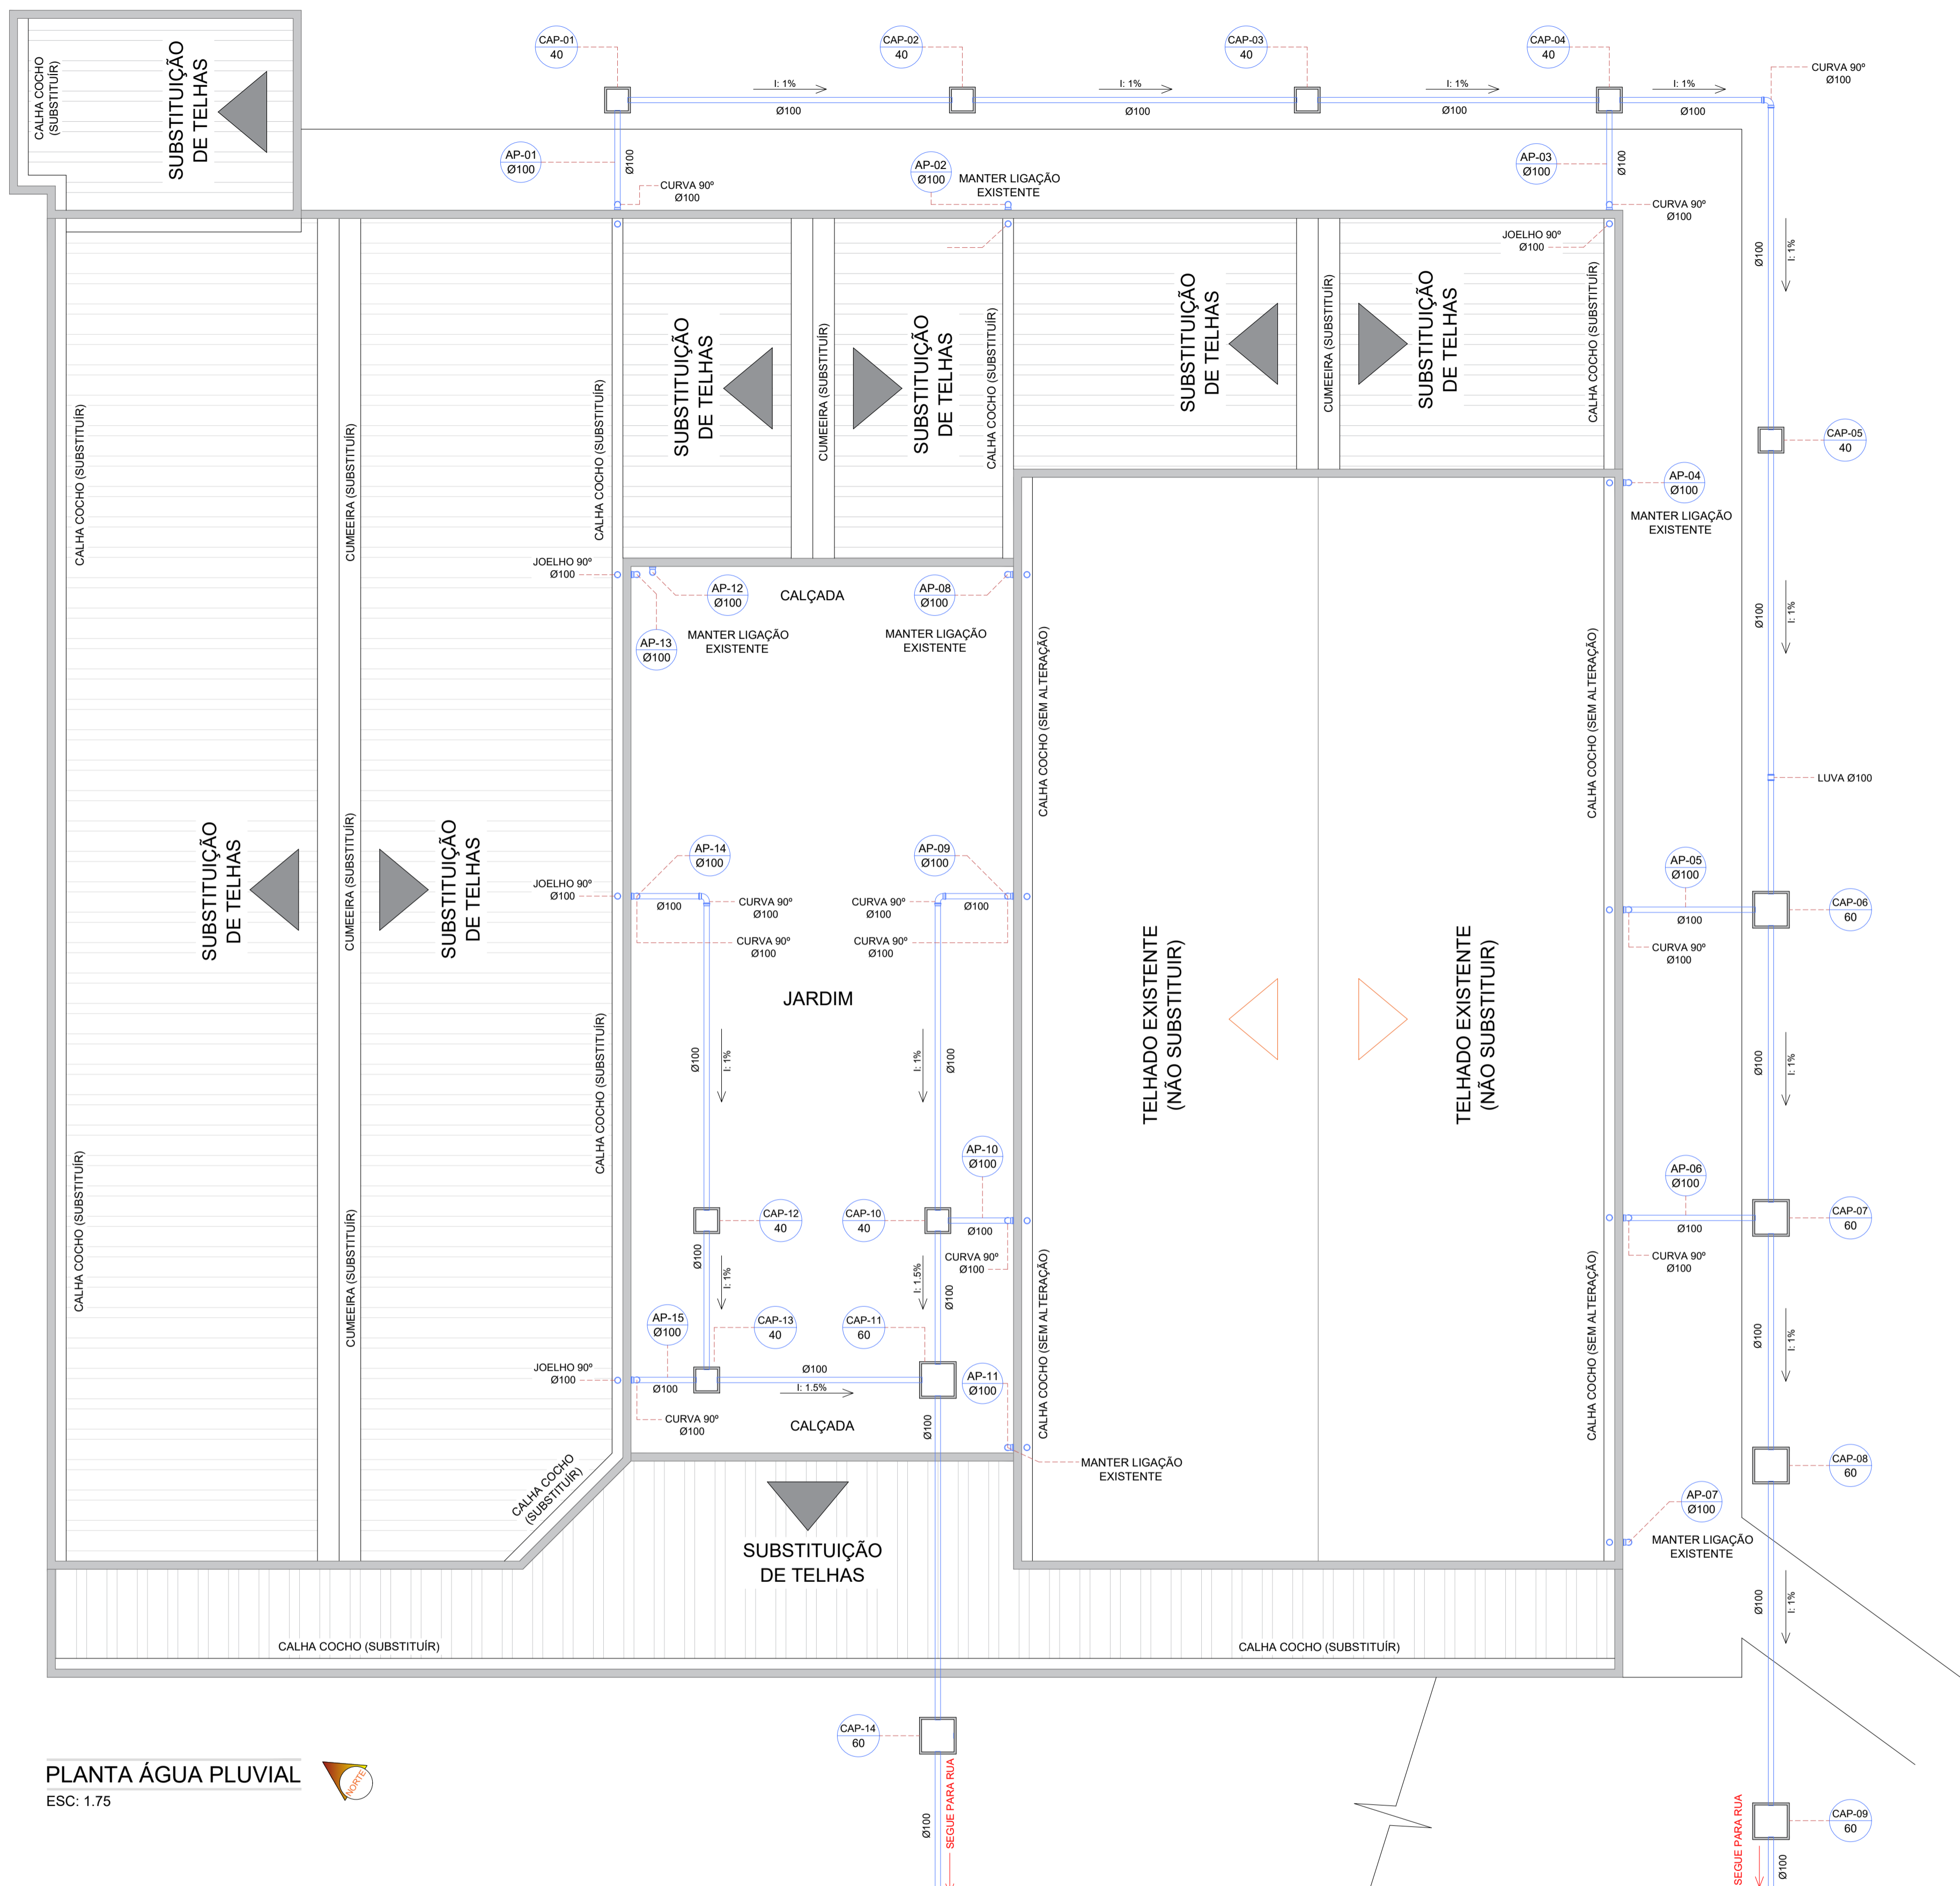 CAP-01
40
CAP-02
40
CAP-03
40
CAP-04
40
CURVA 90º
Ø100
I: 1%
Ø100
I: 1%
Ø100
I: 1%
Ø100
I: 1%
Ø100
CALHA COCHO
(SUBSTITUÍR)
SUBSTITUIÇÃO
DE TELHAS
AP-01
Ø100
Ø100
CURVA 90º
Ø100
AP-02
Ø100
MANTER LIGAÇÃO
EXISTENTE
AP-03
Ø100
Ø100
CURVA 90º
Ø100
JOELHO 90º
Ø100
Ø100
I: 1%
SUBSTITUIÇÃO
DE TELHAS
CUMEEIRA (SUBSTITUÍR)
SUBSTITUIÇÃO
DE TELHAS
CALHA COCHO (SUBSTITUÍR)
SUBSTITUIÇÃO
DE TELHAS
CUMEEIRA (SUBSTITUÍR)
SUBSTITUIÇÃO
DE TELHAS
CALHA COCHO (SUBSTITUÍR)
CALHA COCHO (SUBSTITUÍR)
CUMEEIRA (SUBSTITUÍR)
CALHA COCHO (SUBSTITUÍR)
CAP-05
40
AP-04
Ø100
MANTER LIGAÇÃO
EXISTENTE
JOELHO 90º
Ø100
AP-12
Ø100
CALÇADA
AP-08
Ø100
MANTER LIGAÇÃO
EXISTENTE
MANTER LIGAÇÃO
EXISTENTE
AP-13
Ø100
CALHA COCHO (SEM ALTERAÇÃO)
CALHA COCHO (SEM ALTERAÇÃO)
Ø100
I: 1%
LUVA Ø100
SUBSTITUIÇÃO
DE TELHAS
CUMEEIRA (SUBSTITUÍR)
SUBSTITUIÇÃO
DE TELHAS
JOELHO 90º
Ø100
AP-14
Ø100
AP-09
Ø100
Ø100
CURVA 90º
Ø100
CURVA 90º
Ø100
Ø100
CURVA 90º
Ø100
CURVA 90º
Ø100
AP-05
Ø100
Ø100
CURVA 90º
Ø100
CAP-06
60
JARDIM
TELHADO EXISTENTE
(NÃO SUBSTITUIR)
TELHADO EXISTENTE
(NÃO SUBSTITUIR)
CALHA COCHO (SUBSTITUÍR)
Ø100
I: 1%
I: 1%
Ø100
Ø100
I: 1%
CALHA COCHO (SUBSTITUÍR)
CUMEEIRA (SUBSTITUÍR)
AP-10
Ø100
AP-06
Ø100
CAP-12
40
CAP-10
40
Ø100
Ø100
CAP-07
60
CURVA 90º
Ø100
CURVA 90º
Ø100
Ø100
I: 1%
I: 1.5%
Ø100
CALHA COCHO (SEM ALTERAÇÃO)
CALHA COCHO (SEM ALTERAÇÃO)
AP-15
Ø100
CAP-13
40
CAP-11
60
Ø100
I: 1%
JOELHO 90º
Ø100
Ø100
Ø100
I: 1.5%
AP-11
Ø100
CURVA 90º
Ø100
CALÇADA
Ø100
MANTER LIGAÇÃO
EXISTENTE
CAP-08
60
CALHA COCHO
(SUBSTITUÍR)
AP-07
Ø100
MANTER LIGAÇÃO
EXISTENTE
SUBSTITUIÇÃO
DE TELHAS
Ø100
I: 1%
CALHA COCHO (SUBSTITUÍR)
CALHA COCHO (SUBSTITUÍR)
CAP-14
60
PLANTA ÁGUA PLUVIAL
ESC: 1.75
NORTE
Ø100
SEGUE PARA RUA
SEGUE PARA RUA
Ø100
CAP-09
60